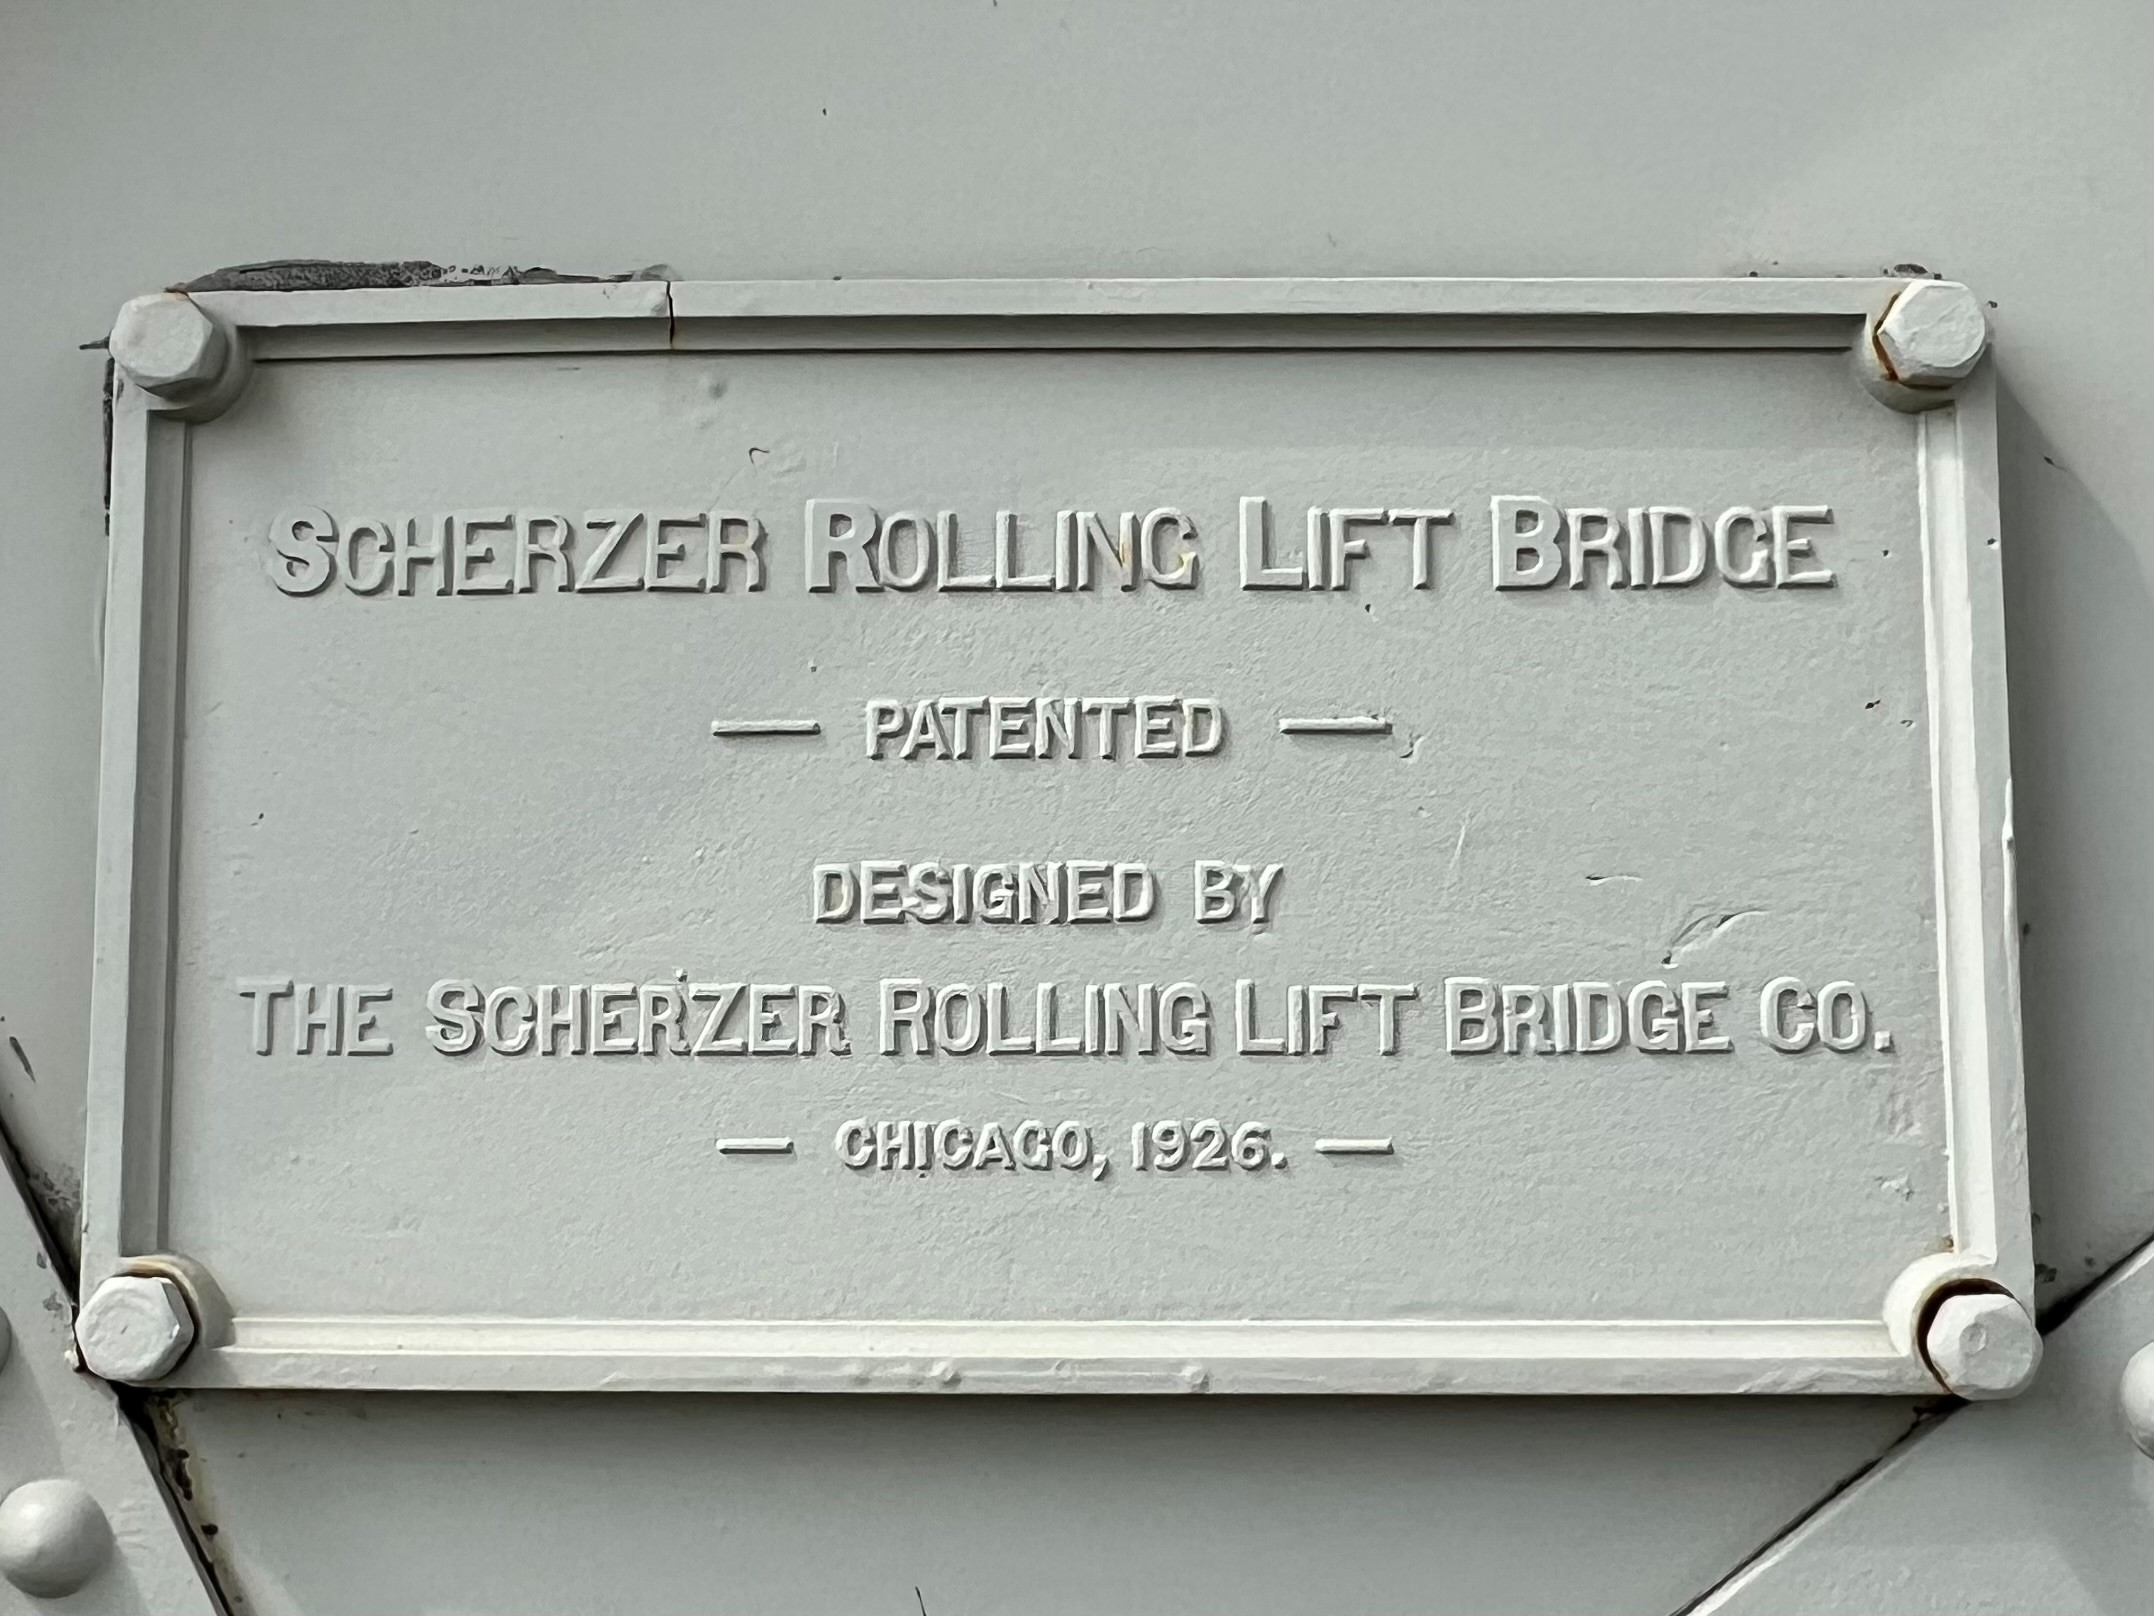 SCHERZER ROLLING LIFT BRIDGE
— PATENTED —
DESIGNED BY
THE SCHERZER ROLLING LIFT BRIDGE CO.
— CHICAGO, 1926. —